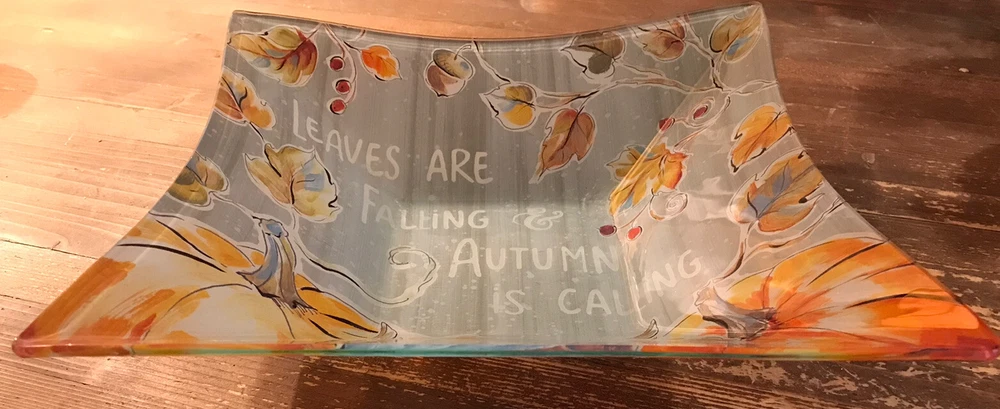 LEAVES ARE
FALLING &
AUTUMN
IS CALLING